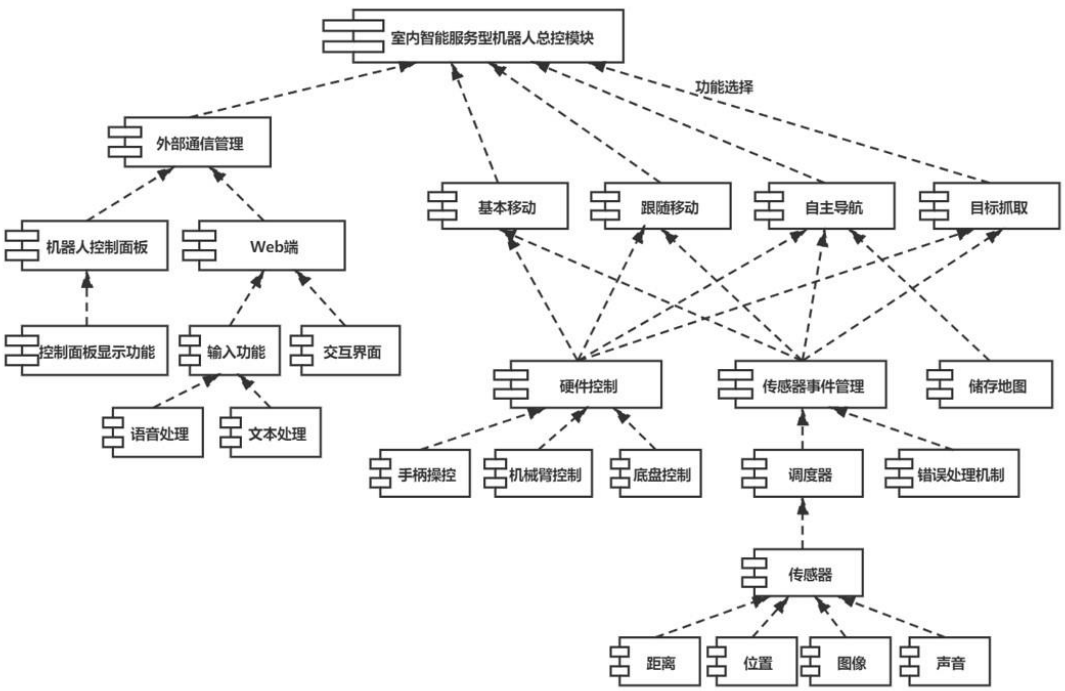 室内智能服务型机器人总控模块
功能选择
外部通信管理
基本移动
跟随移动
自主导航
目标抓取
机器人控制面板
Web端
控制面板显示功能
输入功能
交互界面
硬件控制
传感器事件管理
储存地图
语音处理
文本处理
手柄操控
机械臂控制
底盘控制
调度器
错误处理机制
传感器
距离
位置
图像
声音